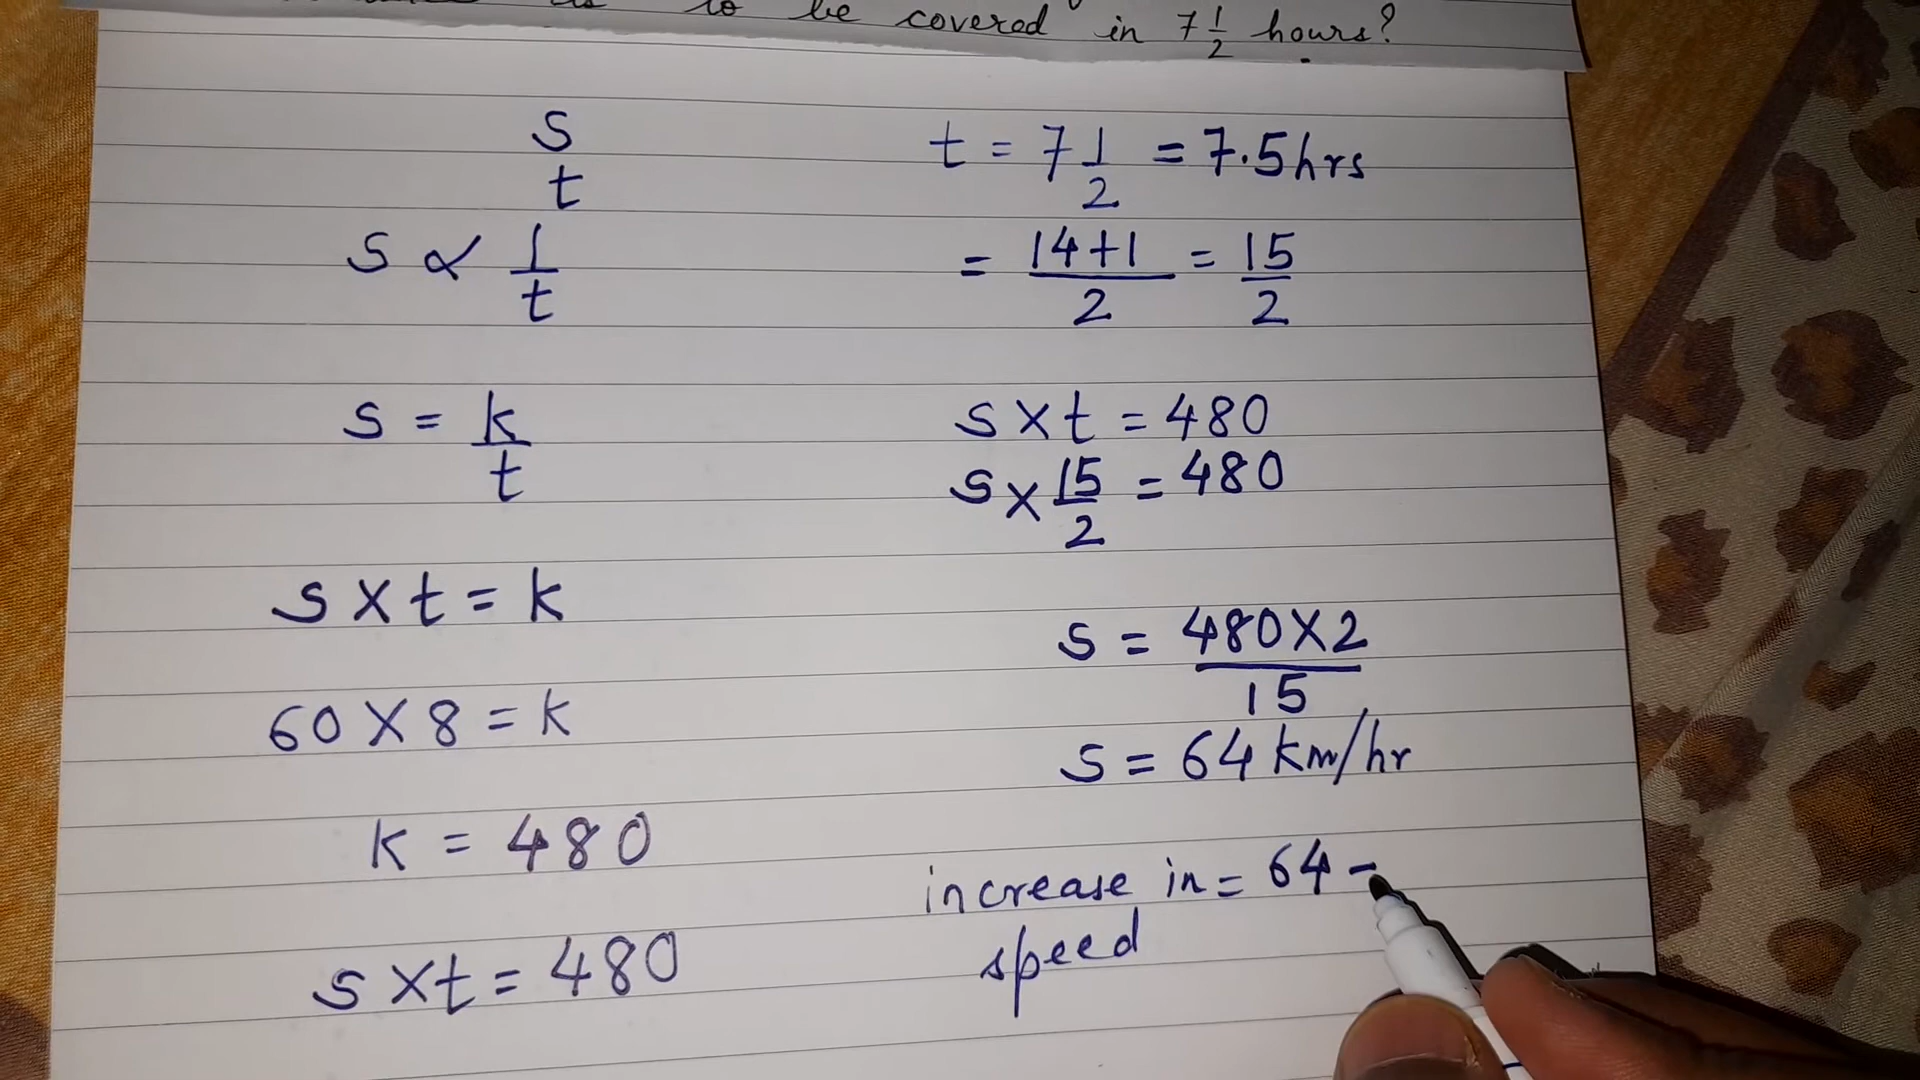 to be covered in 7 1/2 hours?
s
t
s ∝ 1/t
s = k/t
s × t = k
60 × 8 = k
k = 480
s × t = 480
t = 7 1/2 = 7.5 hrs
= 14+1/2 = 15/2
s × t = 480
s × 15/2 = 480
s = 480×2/15
s = 64 km/hr
increase in = 64 -
speed